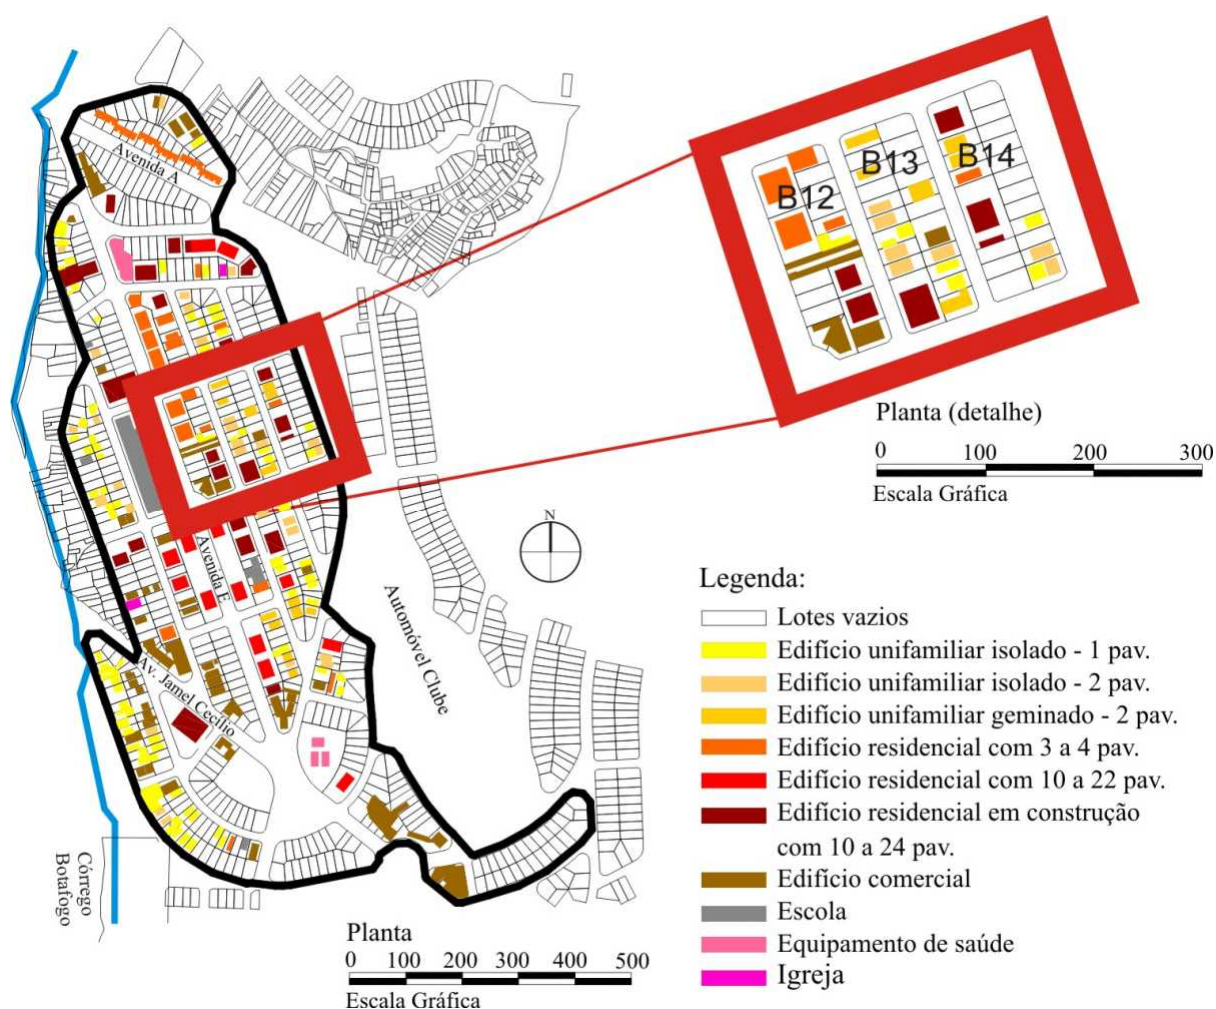 Avenida A
B12
B13
B14
Planta (detalhe)
0 100 200 300
Escala Gráfica
N
Avenida E
Automóvel Clube
Av. Jamel Cecílio
Córrego
Botafogo
Legenda:
Lotes vazios
Edifício unifamiliar isolado - 1 pav.
Edifício unifamiliar isolado - 2 pav.
Edifício unifamiliar geminado - 2 pav.
Edifício residencial com 3 a 4 pav.
Edifício residencial com 10 a 22 pav.
Edifício residencial em construção
com 10 a 24 pav.
Edifício comercial
Escola
Equipamento de saúde
Igreja
Planta
0 100 200 300 400 500
Escala Gráfica